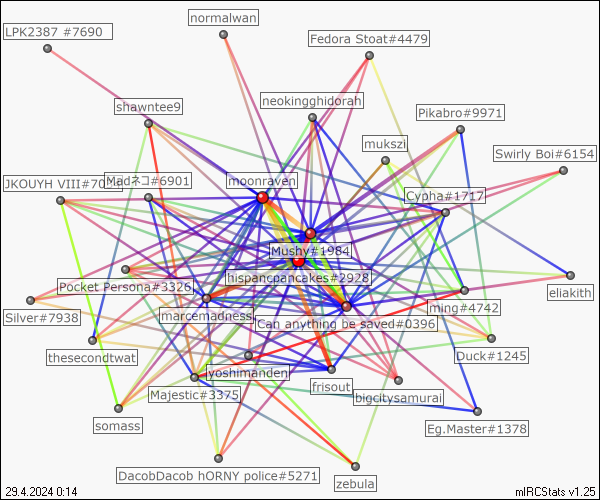 normalwan
LPK2387 #7690
Fedora Stoat#4479
neokingghidorah
shawntee9
Pikabro#9971
mukszi
Swirly Boi#6154
JKOUYH VIII#70
Madネコ#6901
moonraven
Cypha#1717
Mushy#1984
hispancpancakes#2928
Pocket Persona#3326
eliakith
Silver#7938
marcemadness
Can anything be saved#0396
ming#4742
thesecondtwat
Duck#1245
yoshimanden
Majestic#3375
frisout
bigcitysamurai
somass
Eg.Master#1378
DacobDacob hORNY police#5271
zebula
29.4.2024 0:14
mIRCStats v1.25